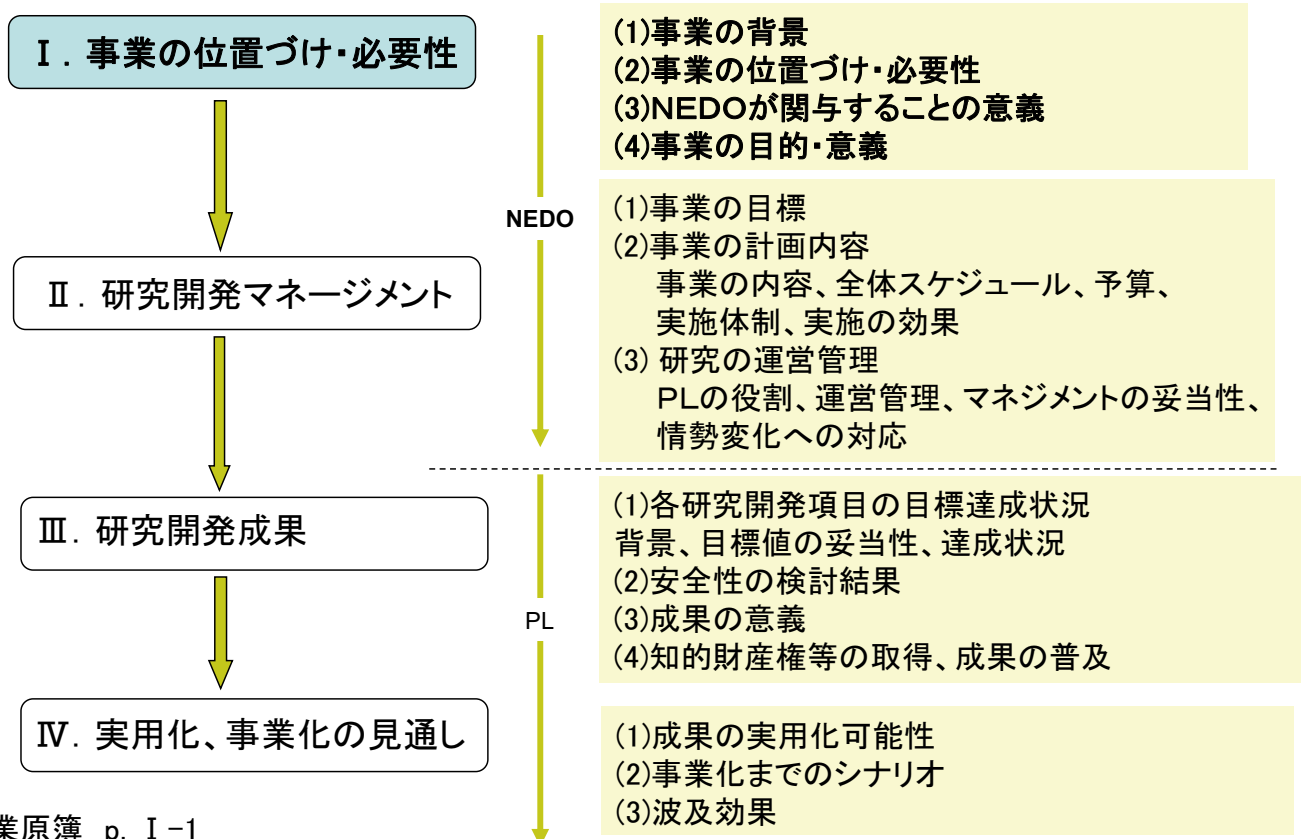 Ⅰ. 事業の位置づけ・必要性
(1)事業の背景
(2)事業の位置づけ・必要性
(3)NEDOが関与することの意義
(4)事業の目的・意義
NEDO
Ⅱ. 研究開発マネージメント
(1)事業の目標
(2)事業の計画内容
事業の内容、全体スケジュール、予算、
実施体制、実施の効果
(3) 研究の運営管理
PLの役割、運営管理、マネジメントの妥当性、
情勢変化への対応
Ⅲ. 研究開発成果
(1)各研究開発項目の目標達成状況
背景、目標値の妥当性、達成状況
(2)安全性の検討結果
(3)成果の意義
(4)知的財産権等の取得、成果の普及
PL
Ⅳ. 実用化、事業化の見通し
(1)成果の実用化可能性
(2)事業化までのシナリオ
(3)波及効果
業原簿 p. Ⅰ-1